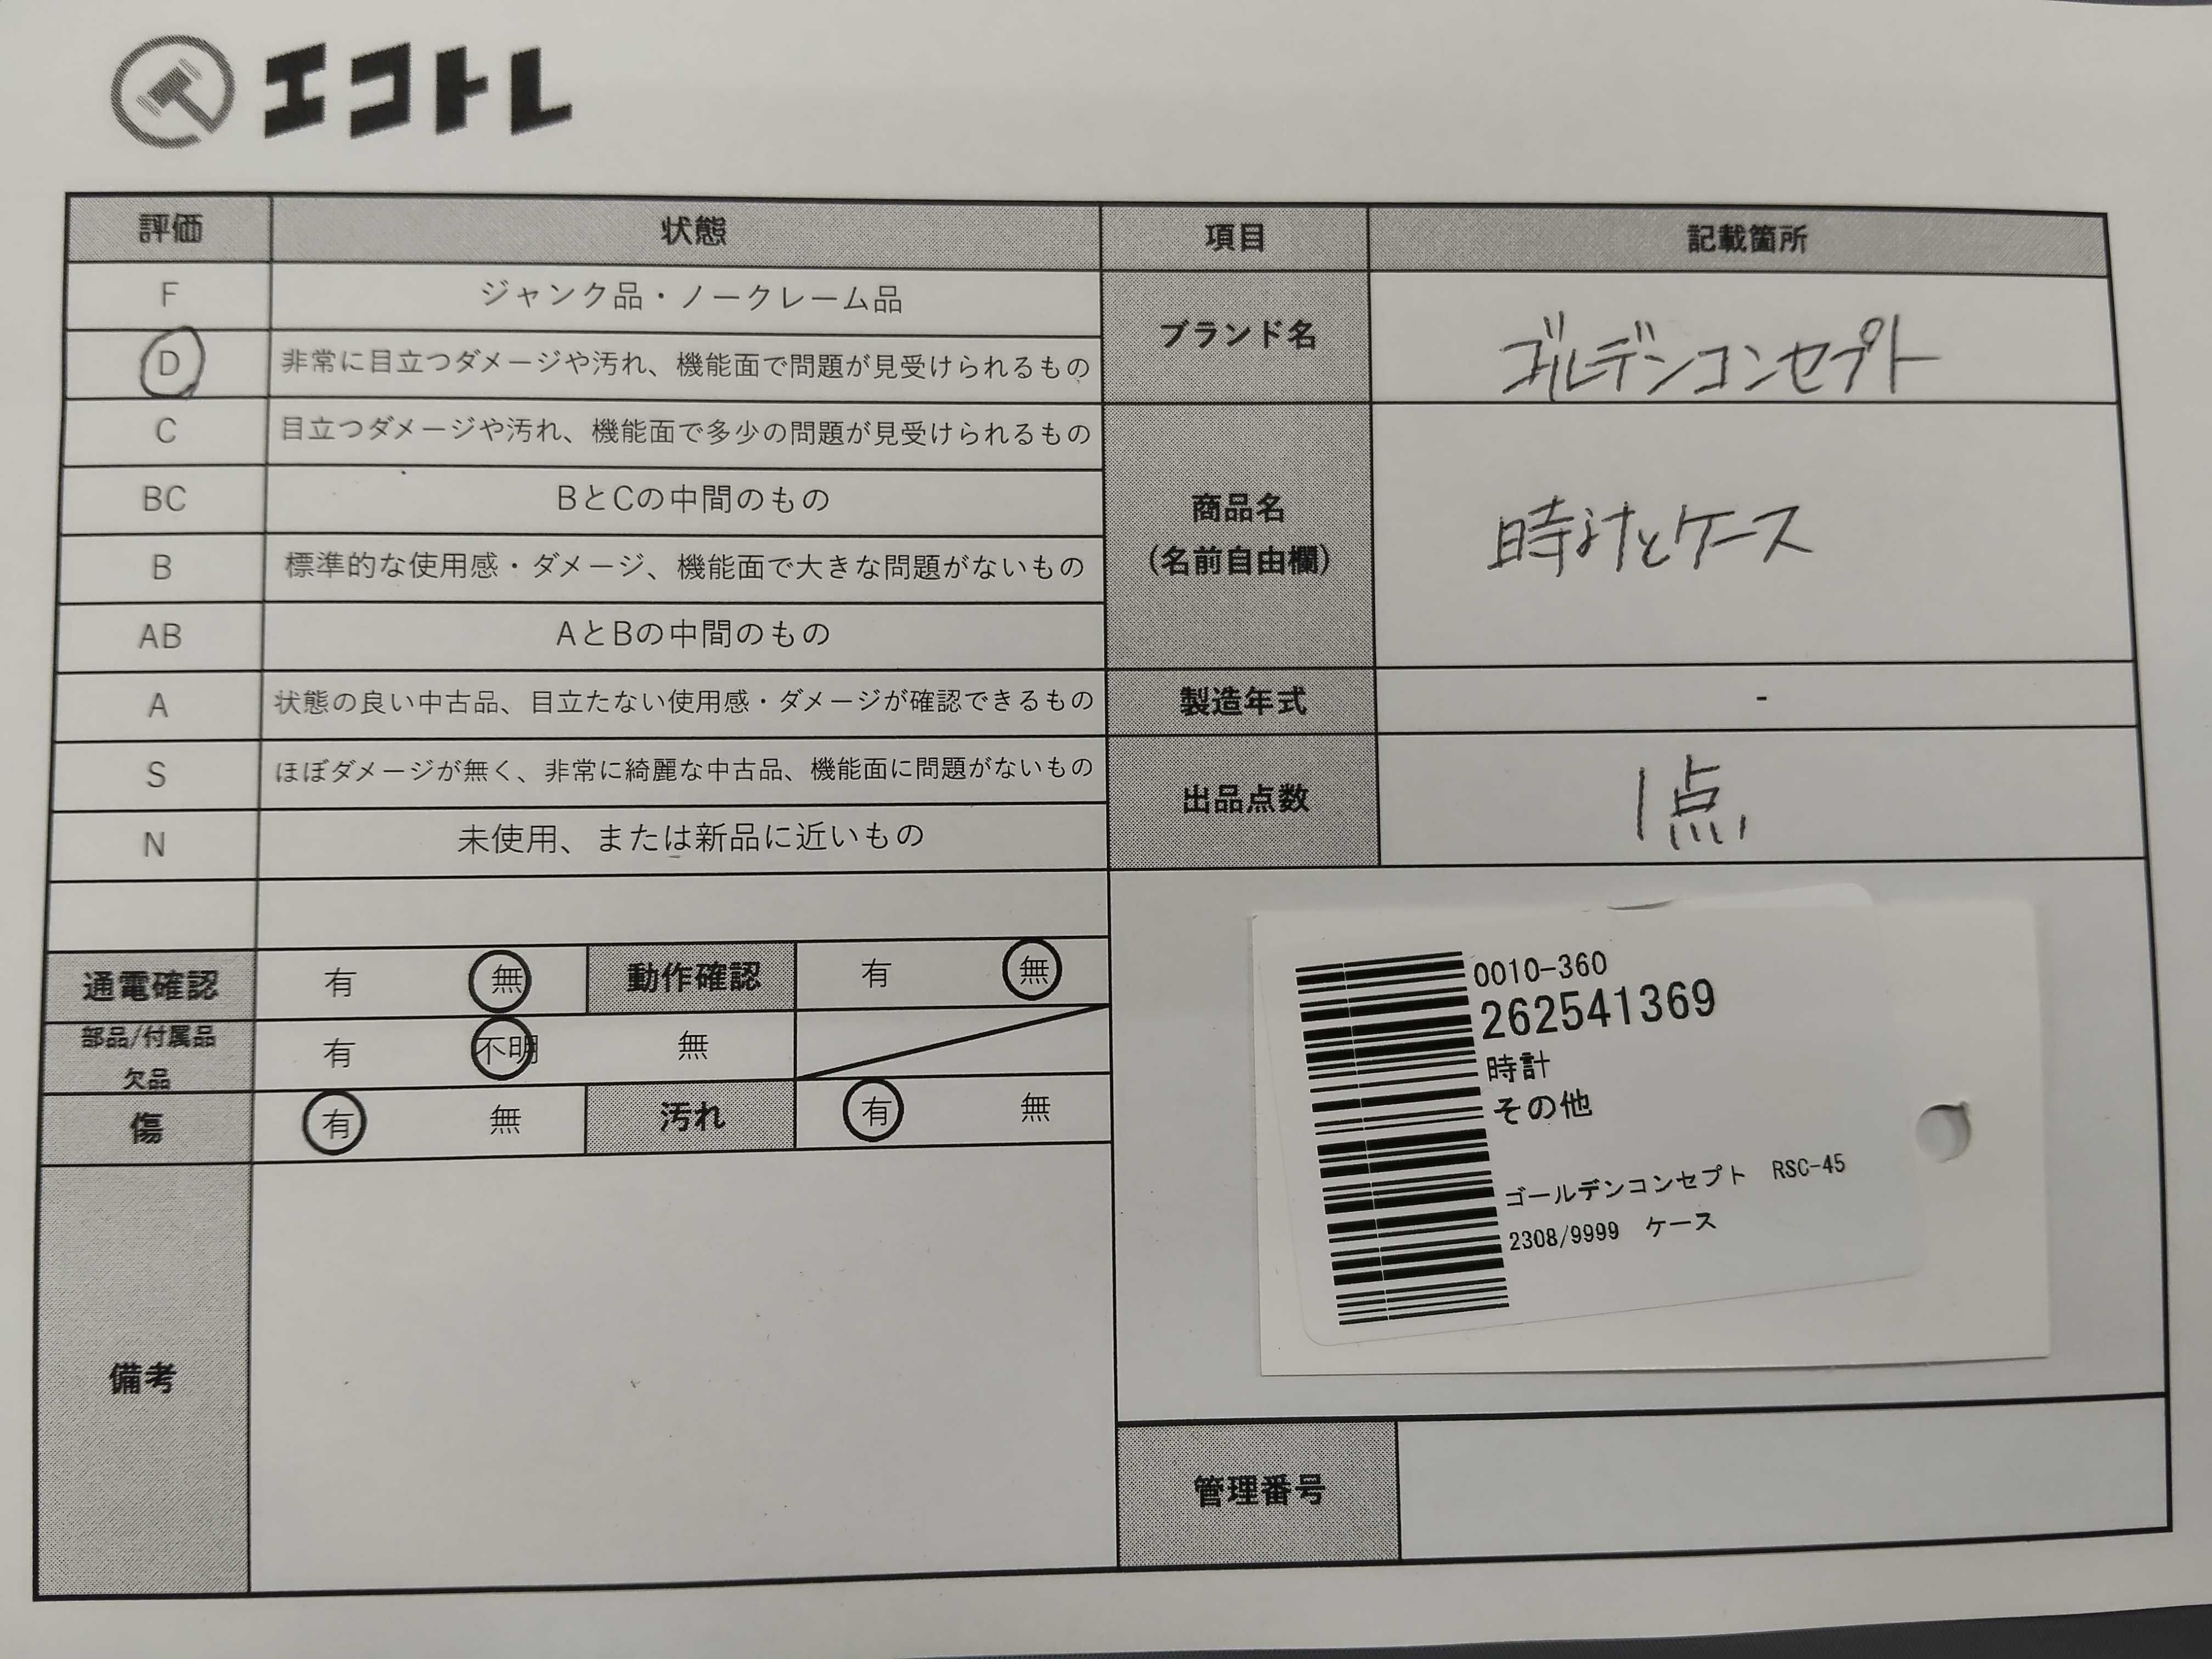 エコトレ
評価 状態 項目 記載箇所
F ジャンク品・ノークレーム品
D 非常に目立つダメージや汚れ、機能面で問題が見受けられるもの
C 目立つダメージや汚れ、機能面で多少の問題が見受けられるもの
BC BとCの中間のもの
B 標準的な使用感・ダメージ、機能面で大きな問題がないもの
AB AとBの中間のもの
A 状態の良い中古品、目立たない使用感・ダメージが確認できるもの
S ほぼダメージが無く、非常に綺麗な中古品、機能面に問題がないもの
N 未使用、または新品に近いもの
ブランド名 ゴールデンコンセプト
商品名
(名前自由欄)
時計とケース
製造年式 -
出品点数 1点
通電確認 有 無 動作確認 有 無
部品/付属品
欠品
有 不明 無
傷 有 無 汚れ 有 無
備考
0010-360
262541369
時計
その他
ゴールデンコンセプト RSC-45
2308/9999 ケース
管理番号